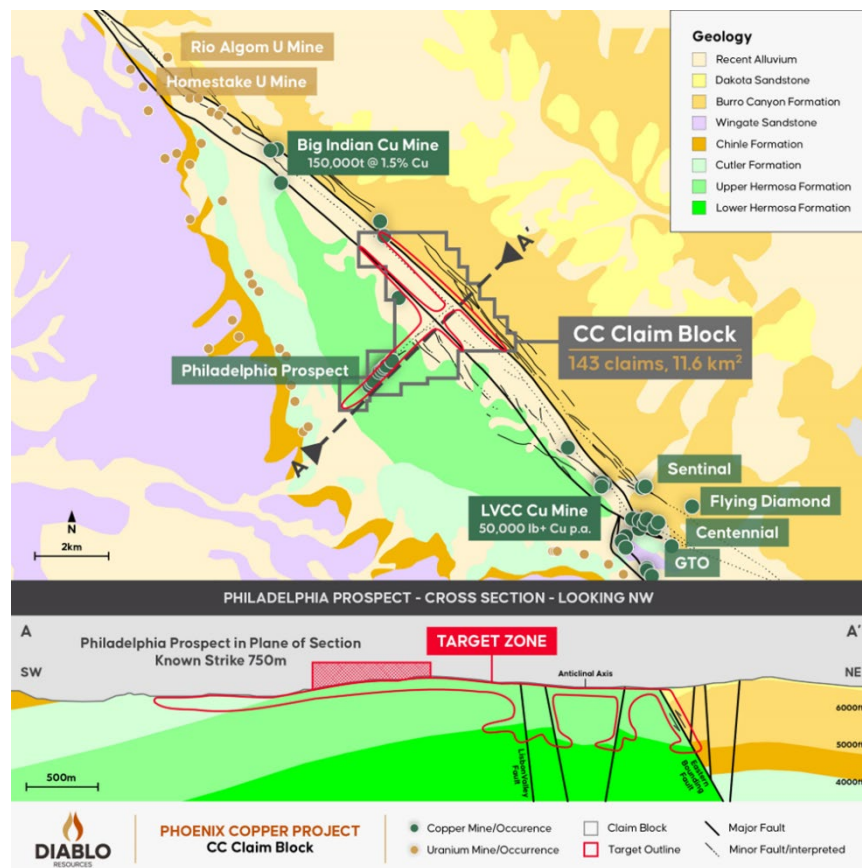 Rio Algom U Mine
Homestake U Mine
Big Indian Cu Mine
150,000t @ 1.5% Cu
A'
CC Claim Block
143 claims, 11.6 km²
Philadelphia Prospect
A
LVCC Cu Mine
50,000 lb+ Cu p.a.
Sentinal
Flying Diamond
Centennial
GTO
N
2km
Geology
Recent Alluvium
Dakota Sandstone
Burro Canyon Formation
Wingate Sandstone
Chinle Formation
Cutler Formation
Upper Hermosa Formation
Lower Hermosa Formation
PHILADELPHIA PROSPECT - CROSS SECTION - LOOKING NW
A
SW
Philadelphia Prospect in Plane of Section
Known Strike 750m
TARGET ZONE
Anticlinal Axis
A'
NE
6000ft
5000ft
4000ft
Lisbon Valley
Fault
Eastern
Bounding
Fault
500m
DIABLO
RESOURCES
PHOENIX COPPER PROJECT
CC Claim Block
Copper Mine/Occurence
Uranium Mine/Occurrence
Claim Block
Target Outline
Major Fault
Minor Fault/interpreted